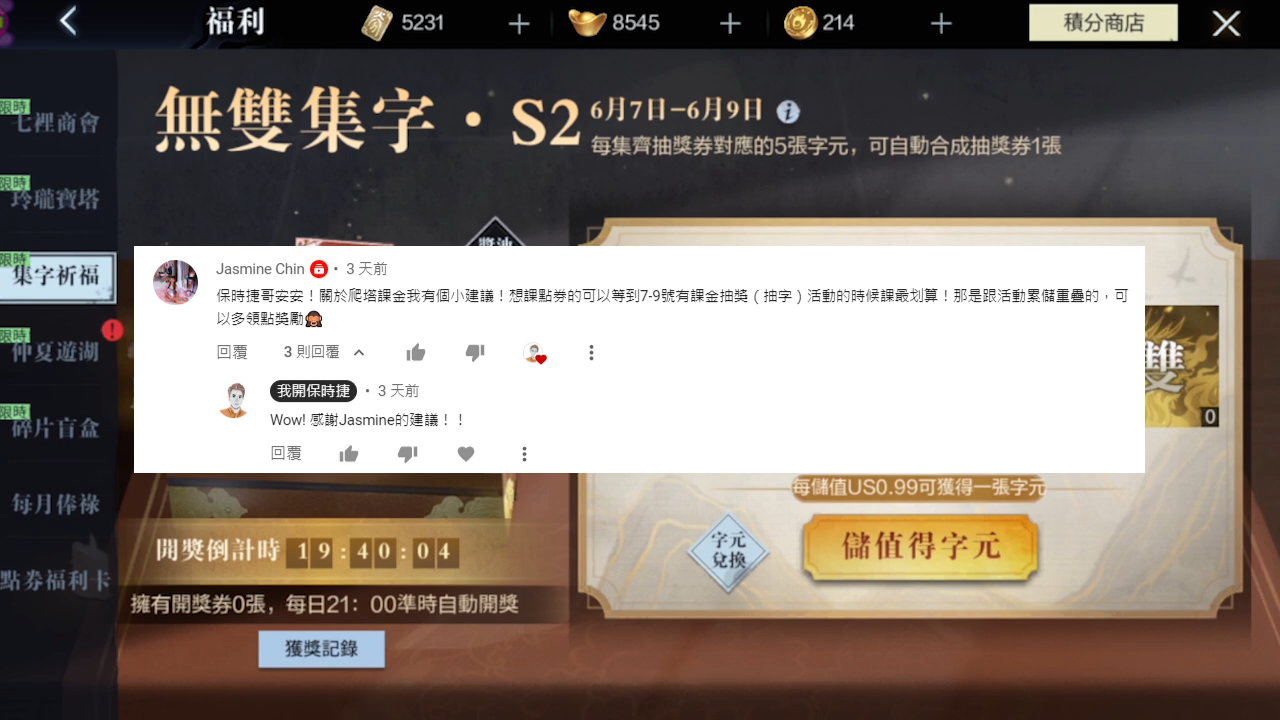 福利
5231
8545
214
積分商店
限時
七裡商會
限時
玲瓏寶塔
限時
集字祈福
限時
仲夏遊湖
限時
碎片盲盒
每月俸祿
點券福利卡
無雙集字·S2
6月7日-6月9日
每集齊抽獎券對應的5張字元，可自動合成抽獎券1張
獎池
Jasmine Chin · 3 天前
保時捷哥安安！關於爬塔課金我有個小建議！想課點券的可以等到7-9號有課金抽獎（抽字）活動的時候課最划算！那是跟活動累儲重疊的，可
以多領點獎勵🙈
回覆 3 則回覆
我開保時捷 · 3 天前
Wow! 感謝Jasmine的建議！！
回覆
雙
0
每儲值US0.99可獲得一張字元
字元
兌換
儲值得字元
開獎倒計時 19:40:04
擁有開獎券0張，每日21：00準時自動開獎
獲獎記錄